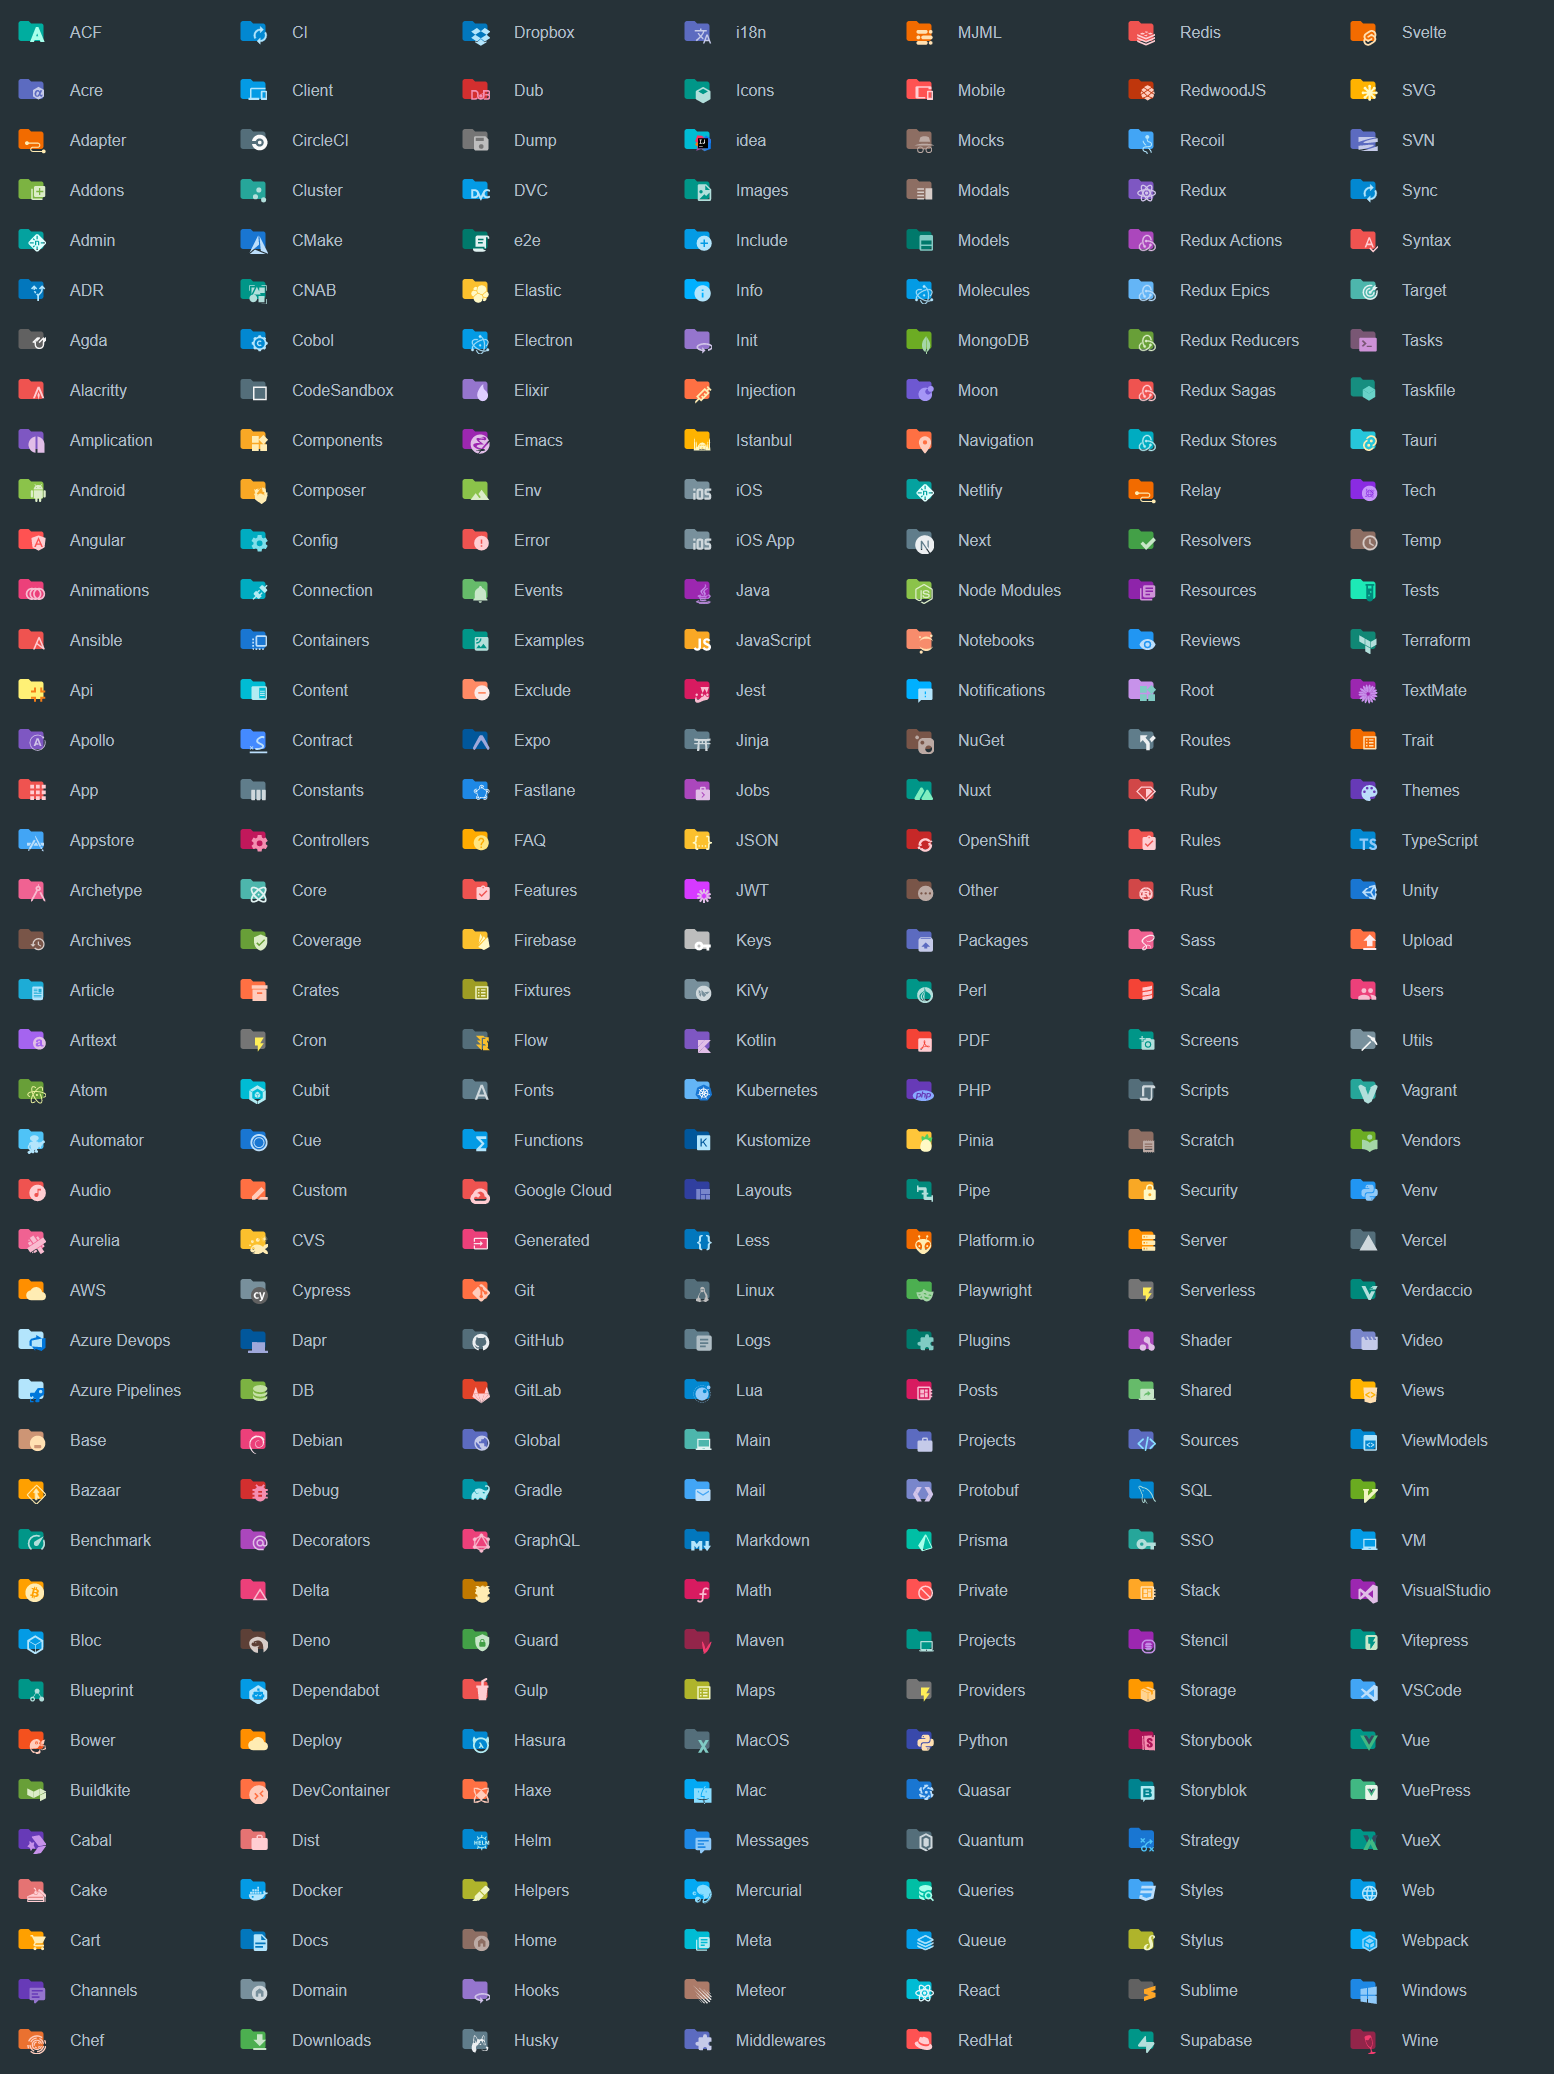 ACF CI Dropbox i18n MJML Redis Svelte
Acre Client Dub Icons Mobile RedwoodJS SVG
Adapter CircleCI Dump idea Mocks Recoil SVN
Addons Cluster DVC Images Modals Redux Sync
Admin CMake e2e Include Models Redux Actions Syntax
ADR CNAB Elastic Info Molecules Redux Epics Target
Agda Cobol Electron Init MongoDB Redux Reducers Tasks
Alacritty CodeSandbox Elixir Injection Moon Redux Sagas Taskfile
Amplication Components Emacs Istanbul Navigation Redux Stores Tauri
Android Composer Env iOS Netlify Relay Tech
Angular Config Error iOS App Next Resolvers Temp
Animations Connection Events Java Node Modules Resources Tests
Ansible Containers Examples JavaScript Notebooks Reviews Terraform
Api Content Exclude Jest Notifications Root TextMate
Apollo Contract Expo Jinja NuGet Routes Trait
App Constants Fastlane Jobs Nuxt Ruby Themes
Appstore Controllers FAQ JSON OpenShift Rules TypeScript
Archetype Core Features JWT Other Rust Unity
Archives Coverage Firebase Keys Packages Sass Upload
Article Crates Fixtures KiVy Perl Scala Users
Arttext Cron Flow Kotlin PDF Screens Utils
Atom Cubit Fonts Kubernetes PHP Scripts Vagrant
Automator Cue Functions Kustomize Pinia Scratch Vendors
Audio Custom Google Cloud Layouts Pipe Security Venv
Aurelia CVS Generated Less Platform.io Server Vercel
AWS Cypress Git Linux Playwright Serverless Verdaccio
Azure Devops Dapr GitHub Logs Plugins Shader Video
Azure Pipelines DB GitLab Lua Posts Shared Views
Base Debian Global Main Projects Sources ViewModels
Bazaar Debug Gradle Mail Protobuf SQL Vim
Benchmark Decorators GraphQL Markdown Prisma SSO VM
Bitcoin Delta Grunt Math Private Stack VisualStudio
Bloc Deno Guard Maven Projects Stencil Vitepress
Blueprint Dependabot Gulp Maps Providers Storage VSCode
Bower Deploy Hasura MacOS Python Storybook Vue
Buildkite DevContainer Haxe Mac Quasar Storyblok VuePress
Cabal Dist Helm Messages Quantum Strategy VueX
Cake Docker Helpers Mercurial Queries Styles Web
Cart Docs Home Meta Queue Stylus Webpack
Channels Domain Hooks Meteor React Sublime Windows
Chef Downloads Husky Middlewares RedHat Supabase Wine